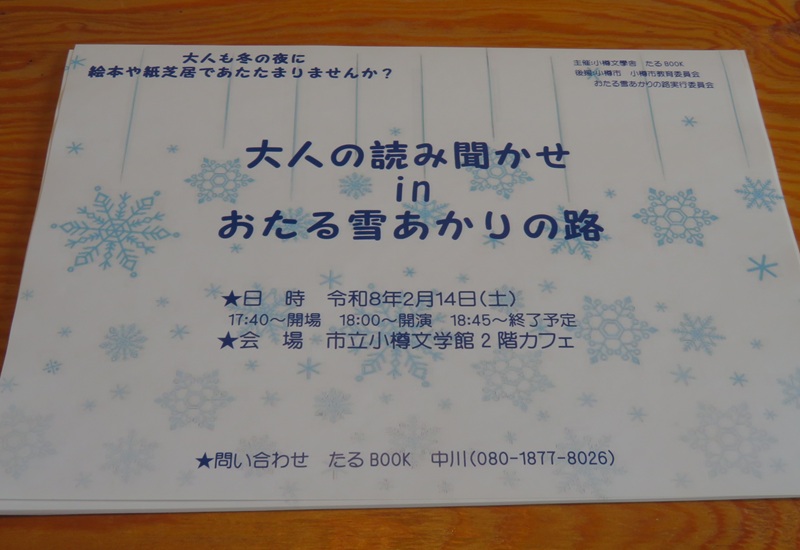 大人も冬の夜に
絵本や紙芝居であたたまりませんか？
主催:小樽文學舎　たるBOOK
後援:小樽市　小樽市教育委員会
おたる雪あかりの路実行委員会
大人の読み聞かせ
in
おたる雪あかりの路
★日　時　令和8年2月14日(土)
17:40～開場　18:00～開演　18:45～終了予定
★会　場　市立小樽文学館２階カフェ
★問い合わせ　たるBOOK　中川(080-1877-8026)